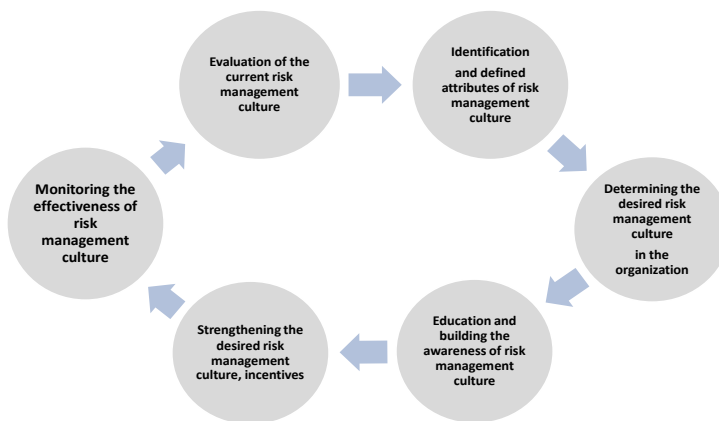 Evaluation of the
current risk
management
culture
Identification
and defined
attributes of risk
management
culture
Determining the
desired risk
management
culture
in the
organization
Education and
building the
awareness of risk
management
culture
Strengthening the
desired risk
management
culture, incentives
Monitoring the
effectiveness of
risk
management
culture